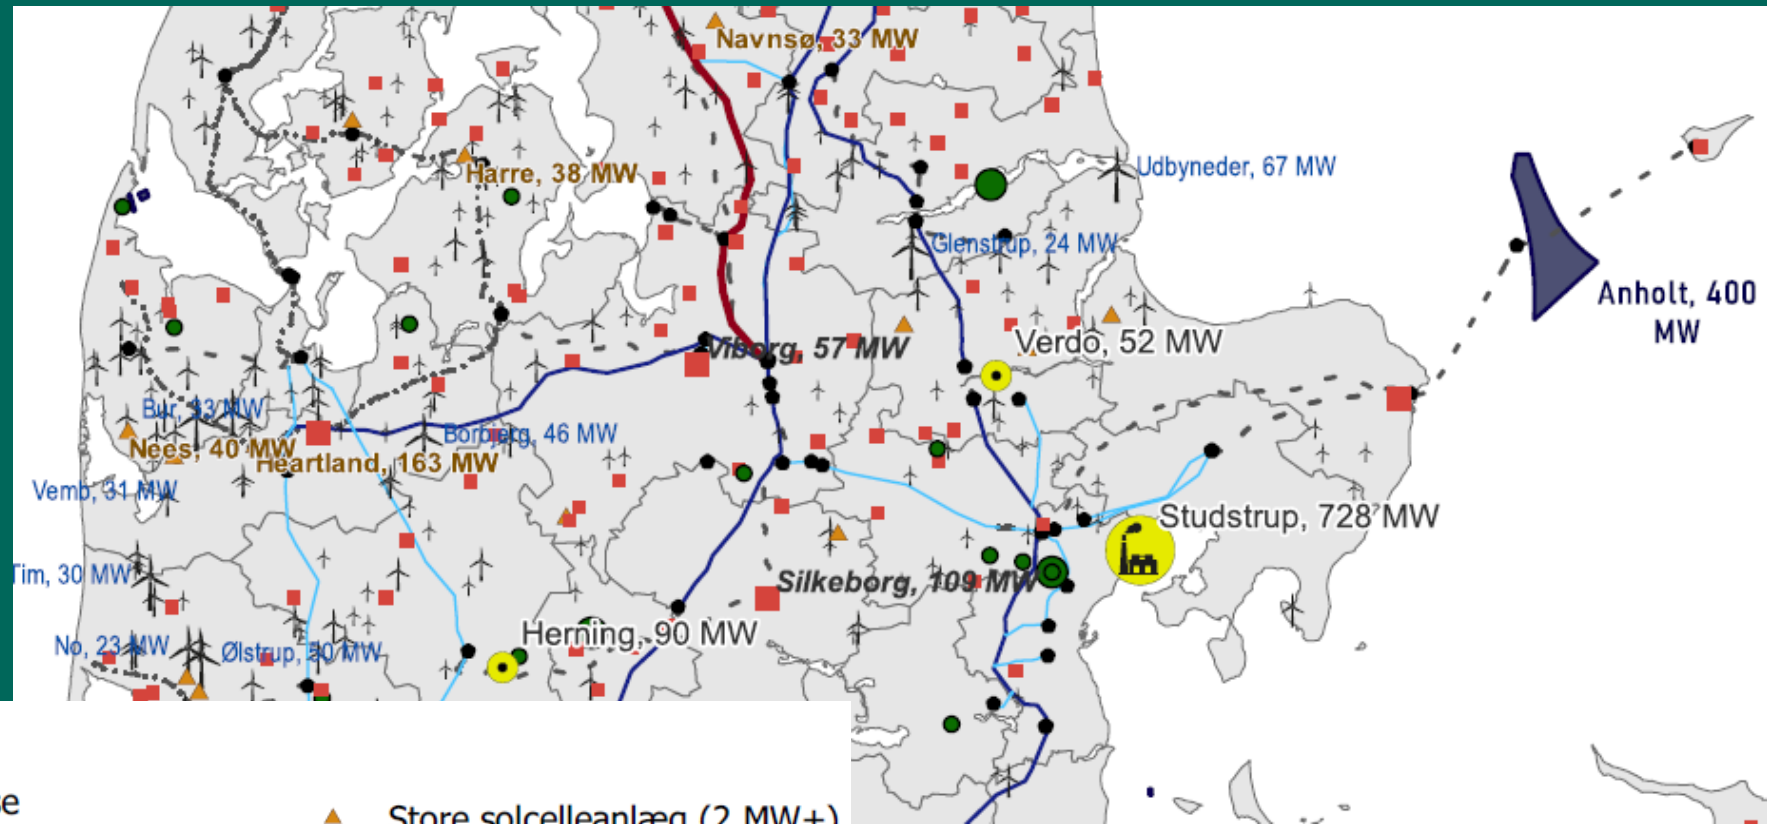 Navnsø, 33 MW
Harre, 38 MW
Udbyneder, 67 MW
Glenstrup, 24 MW
Anholt, 400
MW
Viborg, 57 MW
Verdo, 52 MW
Bur, 33 MW
Borbjerg, 46 MW
Nees, 40 MW
Heartland, 163 MW
Vemb, 31 MW
Studstrup, 728 MW
Tim, 30 MW
Silkeborg, 109 MW
Herning, 90 MW
No, 23 MW
Ølstrup, 50 MW
Store solcelleanlæg (2 MW+)